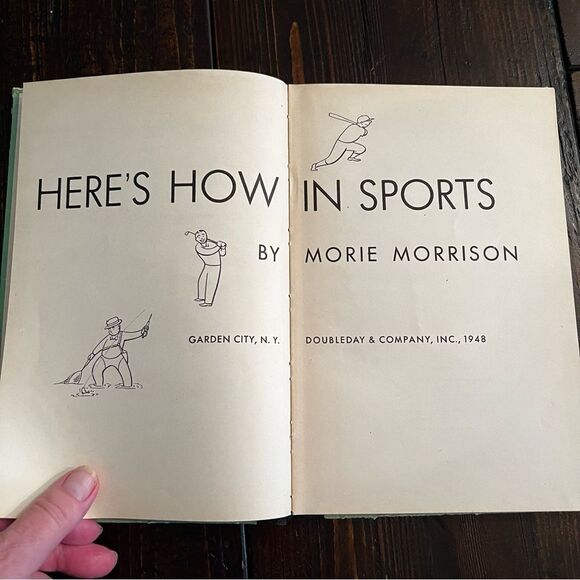 HERE'S HOW IN SPORTS
BY MORIE MORRISON
GARDEN CITY, N. Y. DOUBLEDAY & COMPANY, INC., 1948